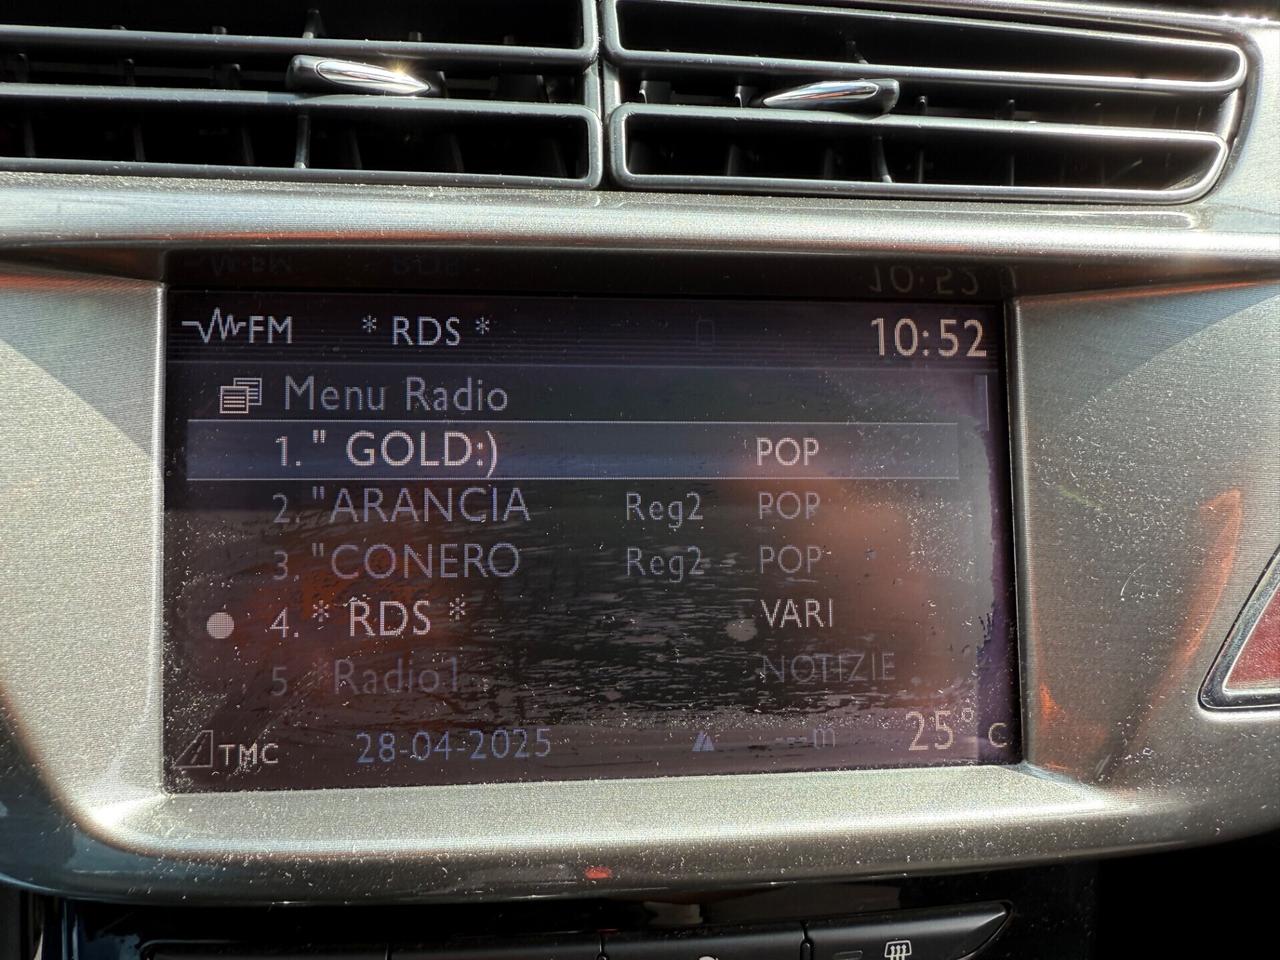 FM * RDS * 10:52
Menu Radio
1. " GOLD:) POP
2. "ARANCIA Reg2 POP
3. "CONERO Reg2 POP
4. * RDS * VARI
5 *Radio1 NOTIZIE
TMC 28-04-2025 ---m 25° C